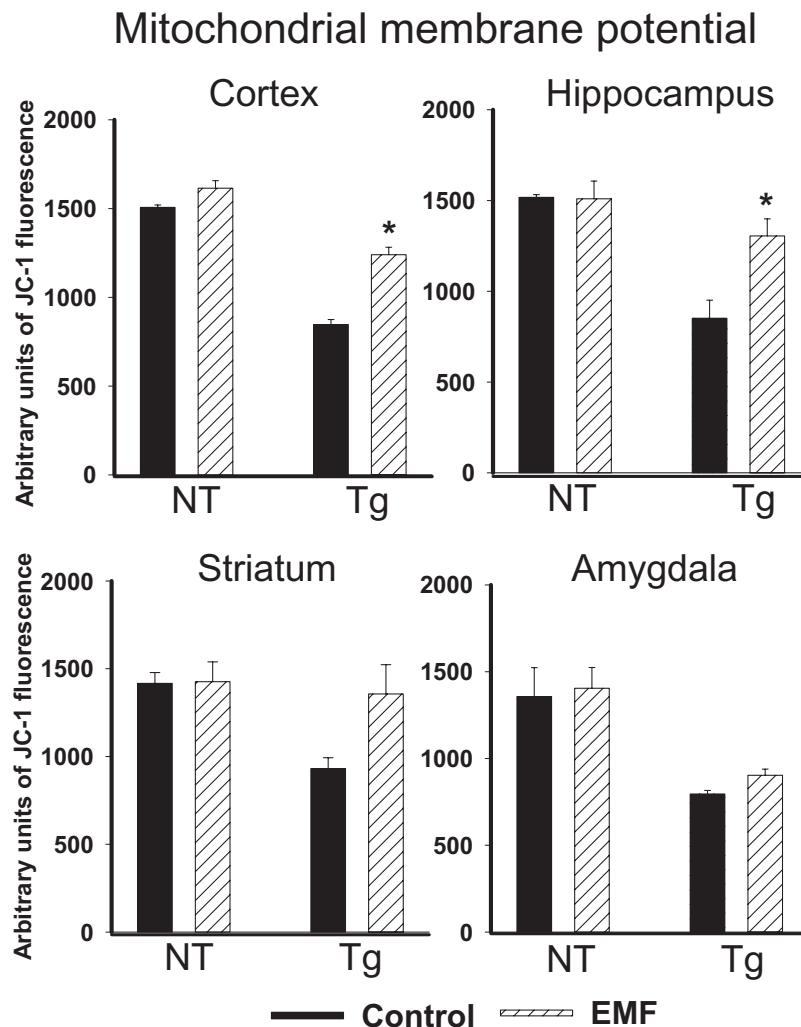 Mitochondrial membrane potential
Cortex
Hippocampus
Arbitrary units of JC-1 fluorescence
2000
1500
1000
500
0
*
NT
Tg
2000
1500
1000
500
0
*
NT
Tg
Striatum
Amygdala
Arbitrary units of JC-1 fluorescence
2000
1500
1000
500
0
NT
Tg
2000
1500
1000
500
0
NT
Tg
Control
EMF